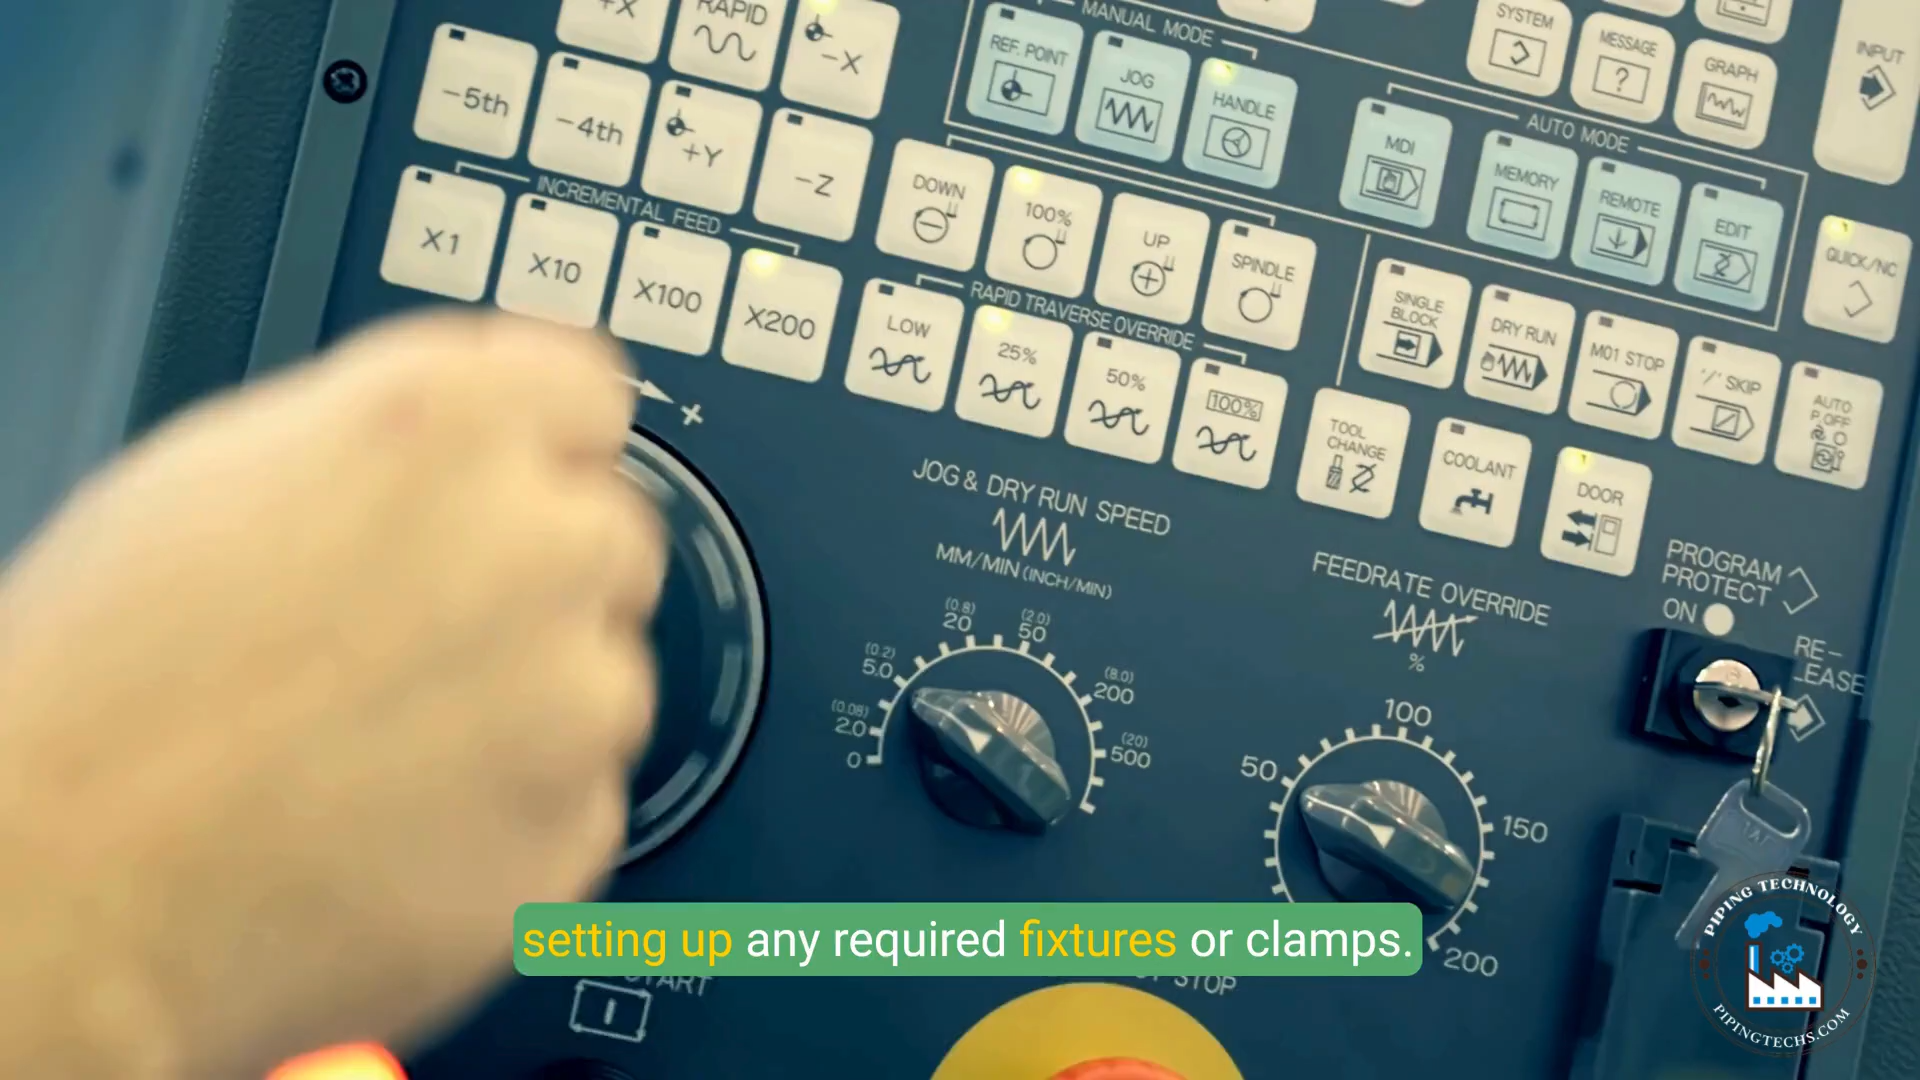 +X
RAPID
-X
-5th
-4th
+Y
-Z
INCREMENTAL FEED
X1
X10
X100
X200
MANUAL MODE
REF. POINT
JOG
HANDLE
DOWN
100%
UP
SPINDLE
RAPID TRAVERSE OVERRIDE
LOW
25%
50%
100%
SYSTEM
MESSAGE
?
GRAPH
INPUT
AUTO MODE
MDI
MEMORY
REMOTE
EDIT
QUICK/NC
SINGLE
BLOCK
DRY RUN
M01 STOP
'/' SKIP
AUTO
P.OFF
TOOL
CHANGE
COOLANT
DOOR
+
JOG & DRY RUN SPEED
MM/MIN (INCH/MIN)
0
(0.08)
2.0
(0.2)
5.0
(0.8)
20
(2.0)
50
(8.0)
200
(20)
500
FEEDRATE OVERRIDE
%
50
100
150
200
PROGRAM
PROTECT
ON
RE-
LEASE
setting up any required fixtures or clamps.
STOP
PIPING TECHNOLOGY
PIPINGTECHS.COM